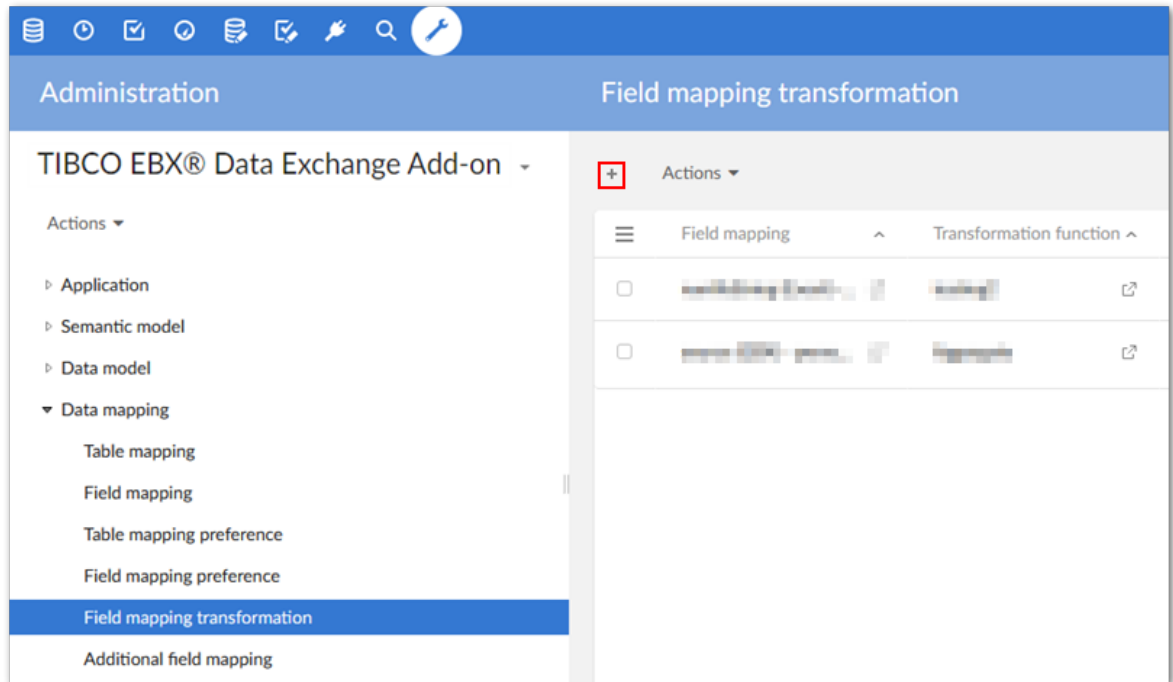 Administration
Field mapping transformation
TIBCO EBX® Data Exchange Add-on
Actions
Application
Semantic model
Data model
Data mapping
Table mapping
Field mapping
Table mapping preference
Field mapping preference
Field mapping transformation
Additional field mapping
+ Actions
Field mapping Transformation function